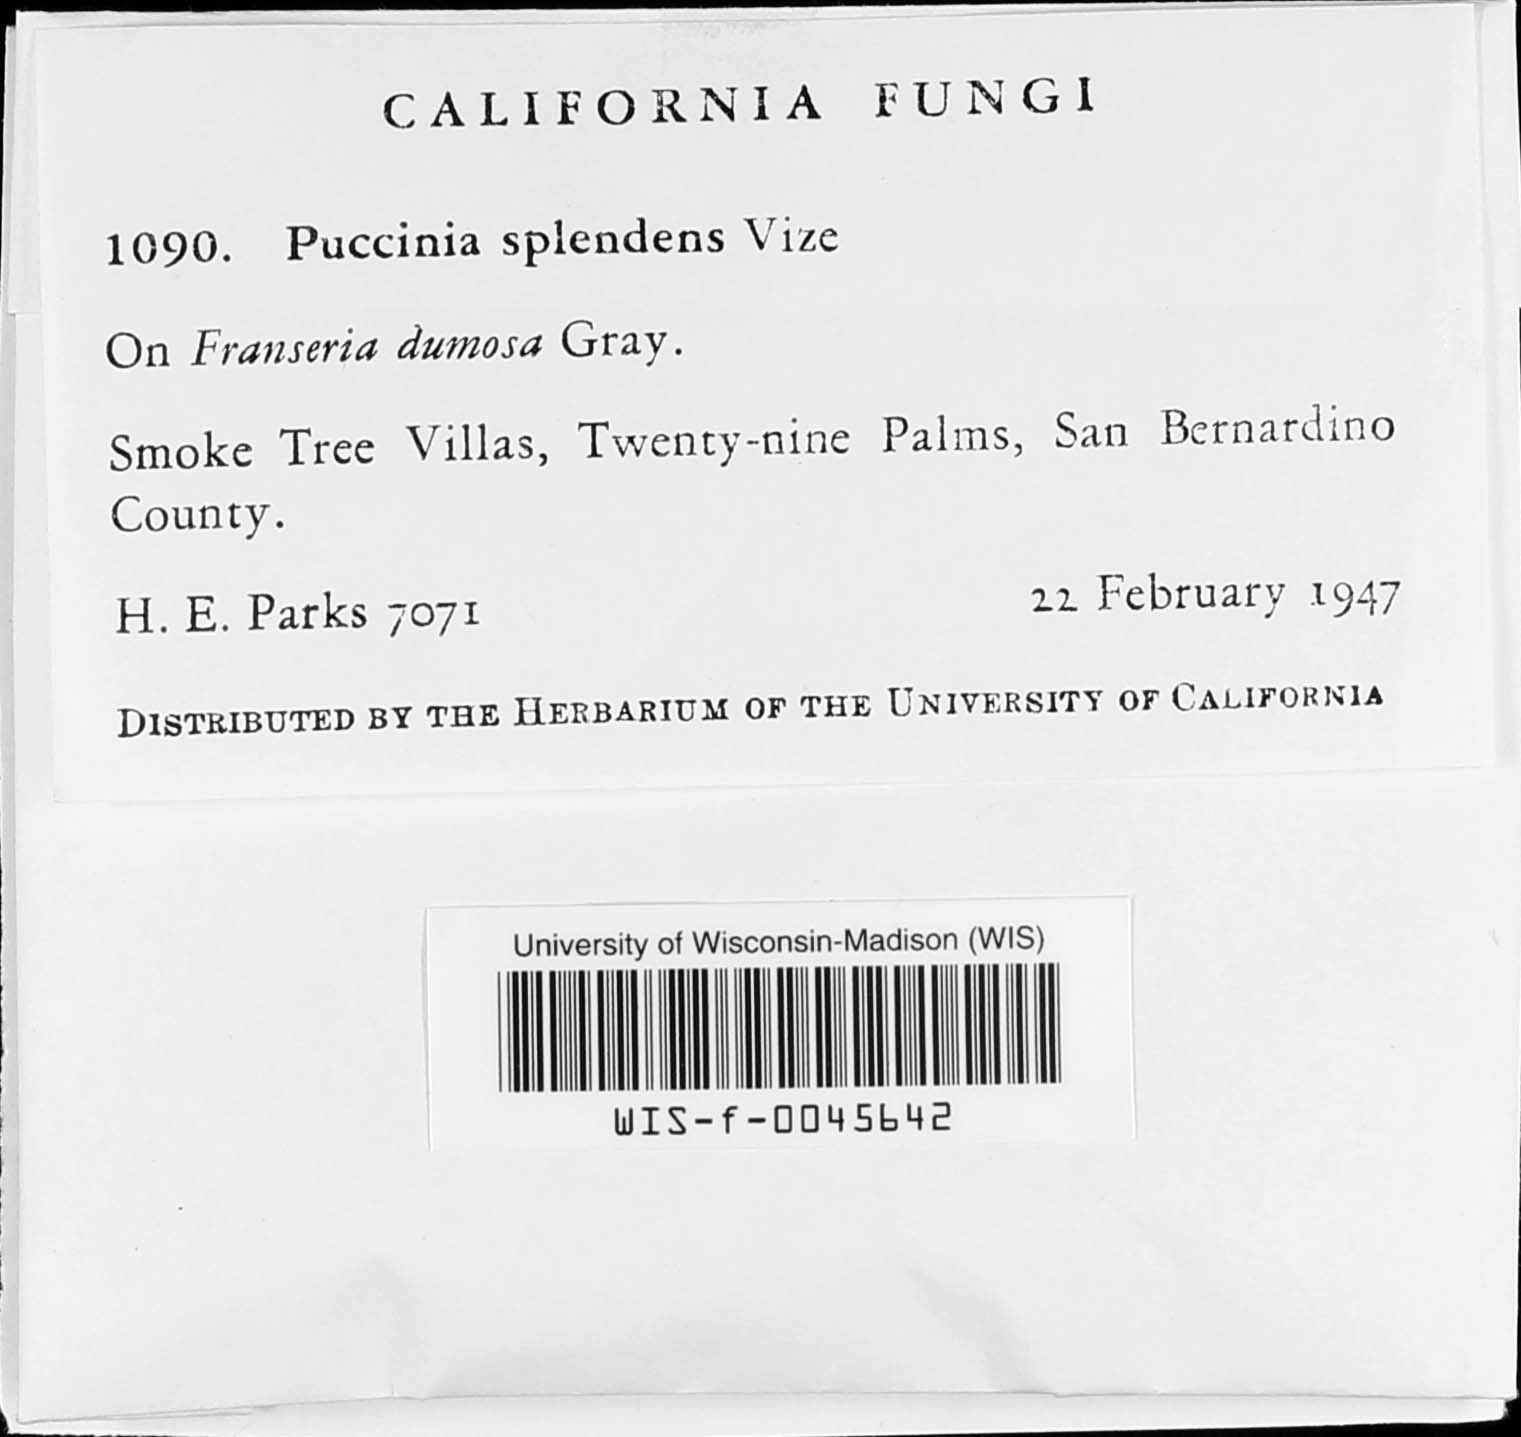 CALIFORNIA FUNGI
1090. Puccinia splendens Vize
On Franseria dumosa Gray.
Smoke Tree Villas, Twenty-nine Palms, San Bernardino
County.
H. E. Parks 7071 22 February 1947
DISTRIBUTED BY THE HERBARIUM OF THE UNIVERSITY OF CALIFORNIA
University of Wisconsin-Madison (WIS)
WIS-f-0045642